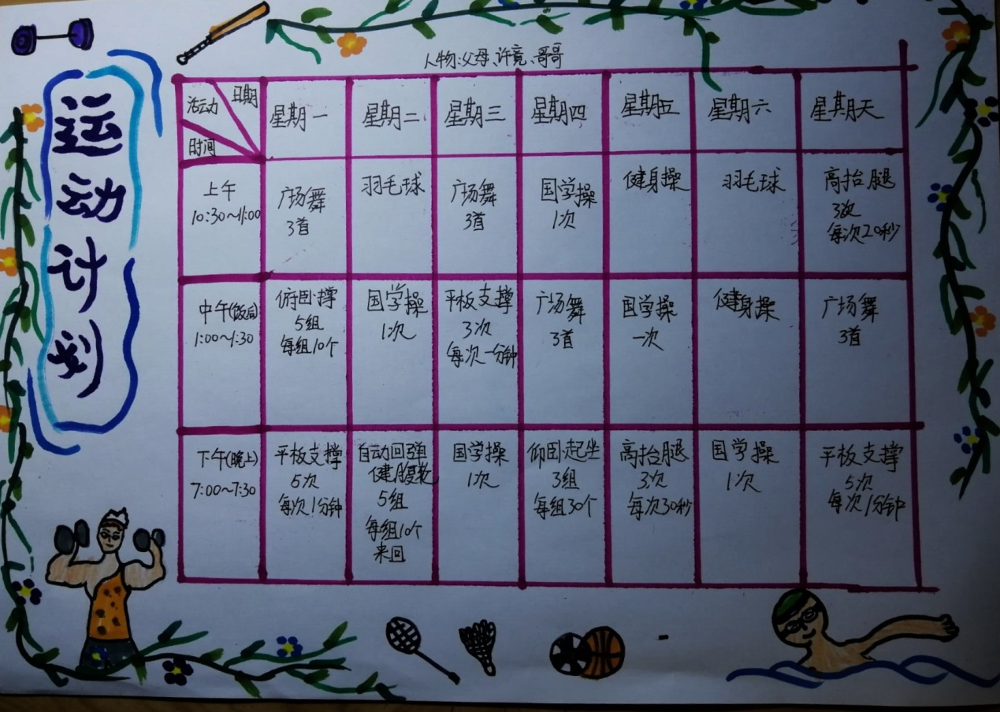 运动计划
人物:父母、许竟、哥哥
活动
日期
时间
星期一
星期二
星期三
星期四
星期五
星期六
星期天
上午
10:30~11:00
广场舞
3首
羽毛球
广场舞
3首
国学操
1次
健身操
羽毛球
高抬腿
3次
每次20秒
中午(饭后)
1:00~1:30
俯卧撑
5组
每组10个
国学操
1次
平板支撑
3次
每次一分钟
广场舞
3首
国学操
一次
健身操
广场舞
3首
下午(晚上)
7:00~7:30
平板支撑
5次
每次1分钟
自动回弹
健腹轮
5组
每组10个
来回
国学操
1次
仰卧起坐
3组
每组30个
高抬腿
3次
每次30秒
国学操
1次
平板支撑
5次
每次1分钟